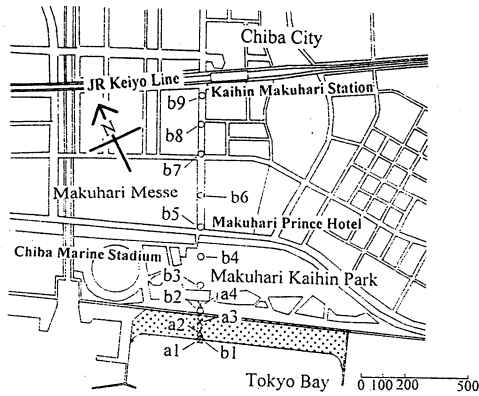 Chiba City
JR Keiyo Line
Kaihin Makuhari Station
b9
N
b8
b7
Makuhari Messe
b6
b5
Makuhari Prince Hotel
Chiba Marine Stadium
b4
b3
Makuhari Kaihin Park
b2
a4
a3
a2
a1
b1
Tokyo Bay
0 100 200 500